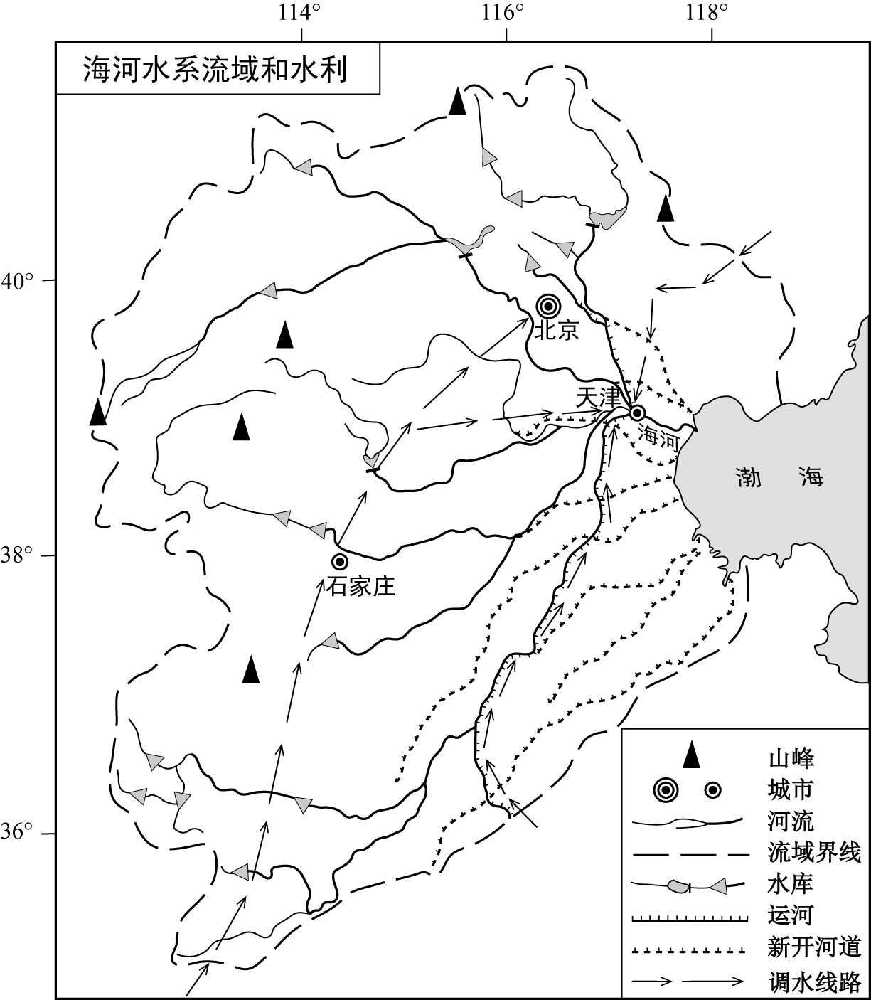 114° 116° 118°
海河水系流域和水利
40°
北京
天津
海河
渤 海
38°
石家庄
36°
山峰
城市
河流
流域界线
水库
运河
新开河道
调水线路